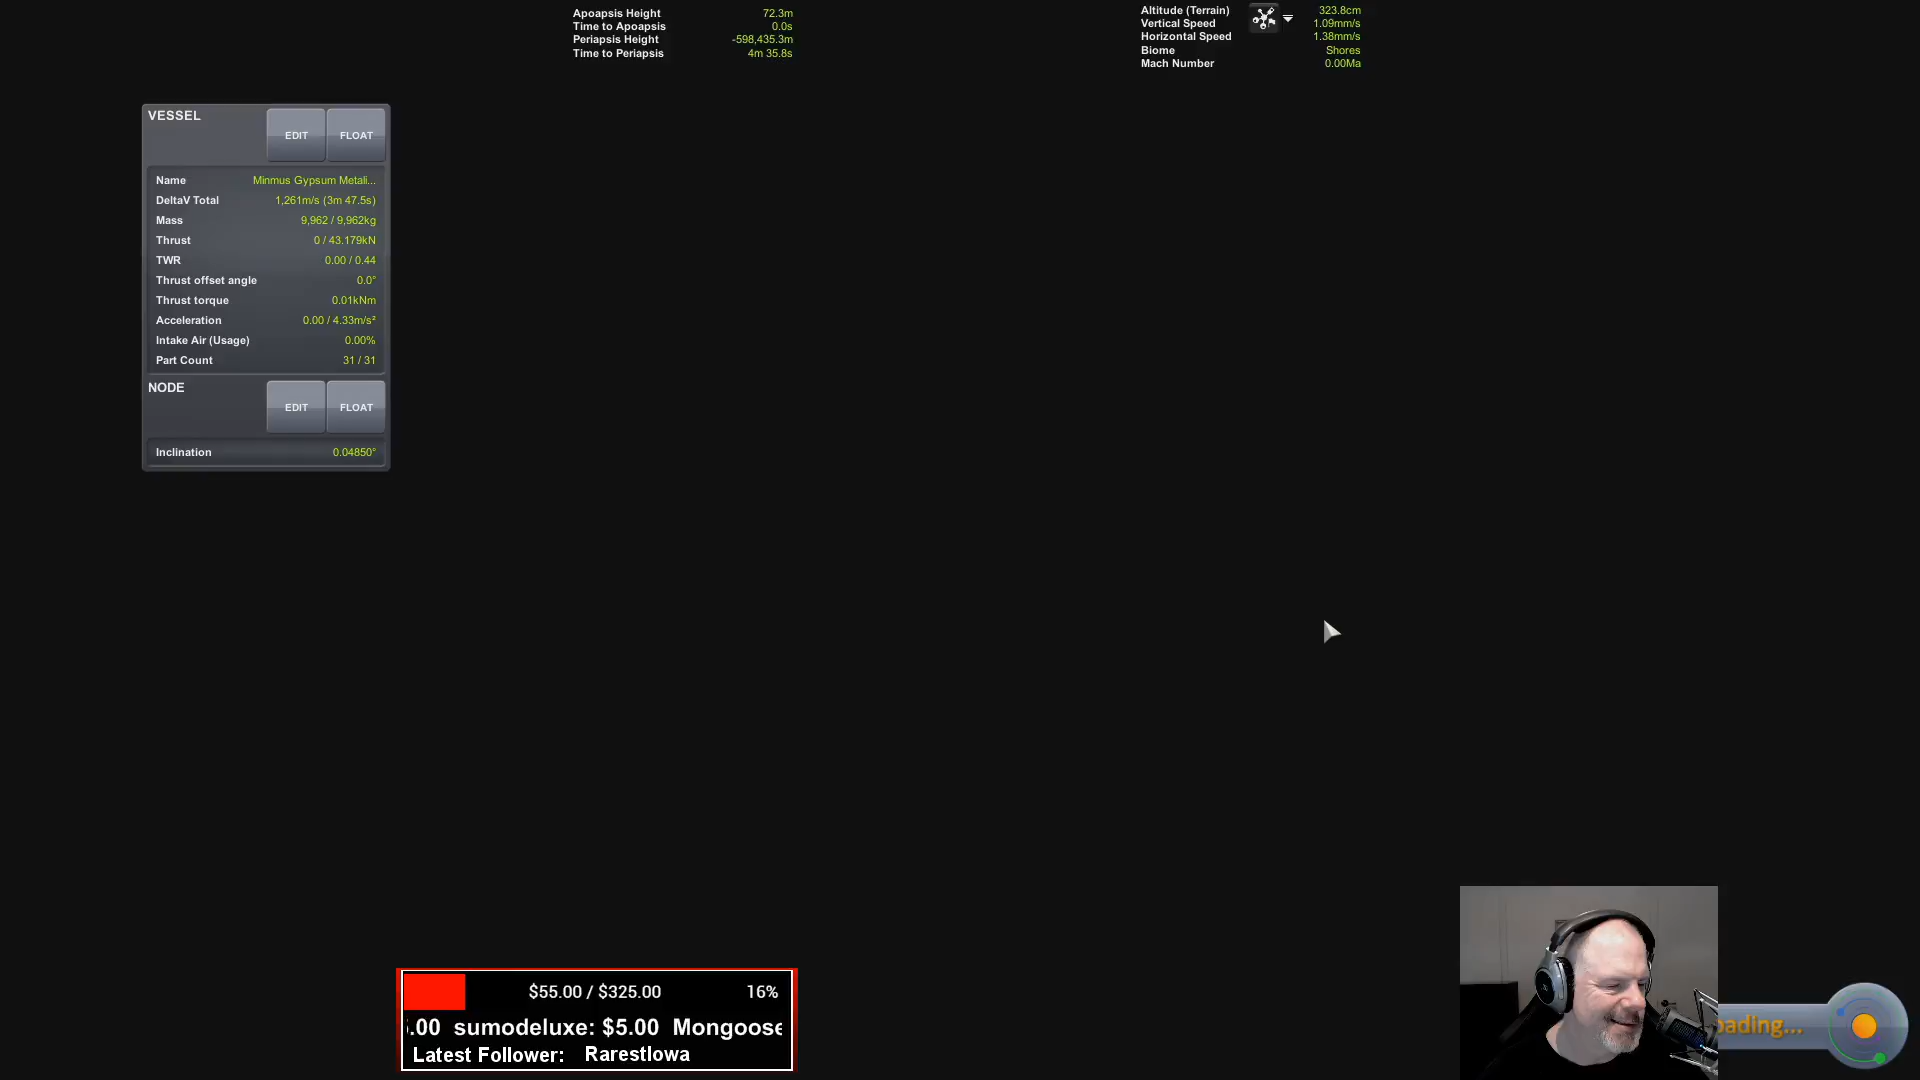 Apoapsis Height 72.3m
Time to Apoapsis 0.0s
Periapsis Height -598,435.3m
Time to Periapsis 4m 35.8s
Altitude (Terrain) 323.8cm
Vertical Speed 1.09mm/s
Horizontal Speed 1.38mm/s
Biome Shores
Mach Number 0.00Ma
VESSEL EDIT FLOAT
Name Minmus Gypsum Metali...
DeltaV Total 1,261m/s (3m 47.5s)
Mass 9,962 / 9,962kg
Thrust 0 / 43.179kN
TWR 0.00 / 0.44
Thrust offset angle 0.0°
Thrust torque 0.01kNm
Acceleration 0.00 / 4.33m/s²
Intake Air (Usage) 0.00%
Part Count 31 / 31
NODE EDIT FLOAT
Inclination 0.04850°
$55.00 / $325.00 16%
.00 sumodeluxe: $5.00 Mongoose
Latest Follower: RarestIowa
oading...